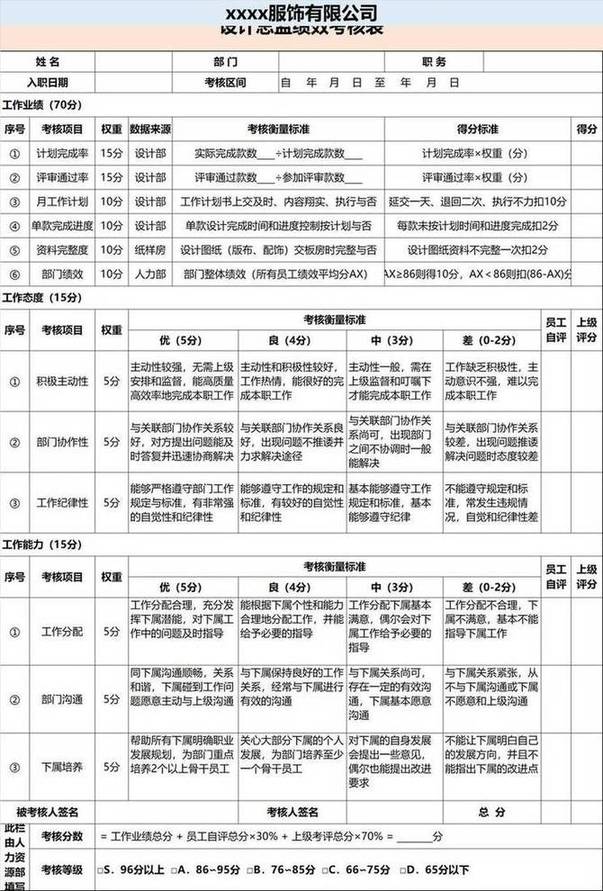 xxxx服饰有限公司
设计总监绩效考核表
姓 名 部 门 职 务
入职日期 考核区间 自 年 月 日 至 年 月 日
工作业绩（70分）
序号 考核项目 权重 数据来源 考核衡量标准 得分标准 得分
① 计划完成率 15分 设计部 实际完成款数___÷计划完成款数___ 计划完成率×权重（分）
② 评审通过率 15分 设计部 评审通过款数___÷参加评审款数___ 评审通过率×权重（分）
③ 月工作计划 10分 设计部 工作计划书上交及时、内容翔实、执行与否 延交一天、退回二次、执行不力扣10分
④ 单款完成进度 10分 设计部 单款设计完成时间和进度控制按计划与否 每款未按计划时间和进度完成扣2分
⑤ 资料完整度 10分 纸样房 设计图纸（版布、配饰）交板房时完整与否 设计图纸资料不完整一次扣2分
⑥ 部门绩效 10分 人力部 部门整体绩效（所有员工绩效平均分AX） AX≥86则得10分，AX＜86则扣(86-AX)分
工作态度（15分）
序号 考核项目 权重 考核衡量标准 员工自评 上级评分
优（5分） 良（4分） 中（3分） 差（0-2分）
① 积极主动性 5分 主动性较强，无需上级安排和监督，能高质量高效率地完成本职工作 主动性和积极性较好，工作热情，能很好的完成本职工作 主动性一般，需在上级监督和叮嘱下才能完成本职工作 工作缺乏积极性，主动意识不强，难以完成本职工作
② 部门协作性 5分 与关联部门协作关系较好，对方提出问题能及时答复并迅速协商解决 与关联部门协作关系良好，出现问题不推诿并力求解决途径 与关联部门协作关系尚可，出现部门之间不协调时一般能解决 与关联部门协作关系较差，出现问题推诿解决问题时态度较差
③ 工作纪律性 5分 能够严格遵守部门工作规定与标准，有非常强的自觉性和纪律性 能够遵守工作的规定和标准，有较好的自觉性和纪律性 基本能够遵守工作规定和标准，基本能够遵守纪律 不能遵守规定和标准，常发生违规情况，自觉和纪律性差
工作能力（15分）
序号 考核项目 权重 考核衡量标准 员工自评 上级评分
优（5分） 良（4分） 中（3分） 差（0-2分）
① 工作分配 5分 工作分配合理，充分发挥下属潜能，对下属工作中的问题及时指导 能根据下属个性和能力合理地分配工作，并能给予必要的指导 工作分配下属基本满意，偶尔会对下属工作给予必要的指导 工作分配不合理，下属不满意，基本不能指导下属工作
② 部门沟通 5分 同下属沟通顺畅，关系和谐，下属碰到工作问题愿意主动与上级沟通 与下属保持良好的工作关系，经常与下属进行有效的沟通 与下属关系尚可，存在一定的有效沟通，下属基本愿意沟通 与下属关系紧张，从不与下属沟通或下属不愿意和上级沟通
③ 下属培养 5分 帮助所有下属明确职业发展规划，为部门重点培养2个以上骨干员工 关心大部分下属的个人发展，为部门培养至少一个骨干员工 对下属的自身发展会提出一些意见，偶尔也能提出改进要求 不能让下属明白自己的发展方向，并且不能指出下属的改进点
被考核人签名 考核人签名 总 分
此栏由人力资源部填写 考核分数 = 工作业绩总分 + 员工自评总分×30% + 上级考评总分×70% = ______分
考核等级 □S．96分以上 □A．86~95分 □B．76~85分 □C．66~75分 □D．65分以下